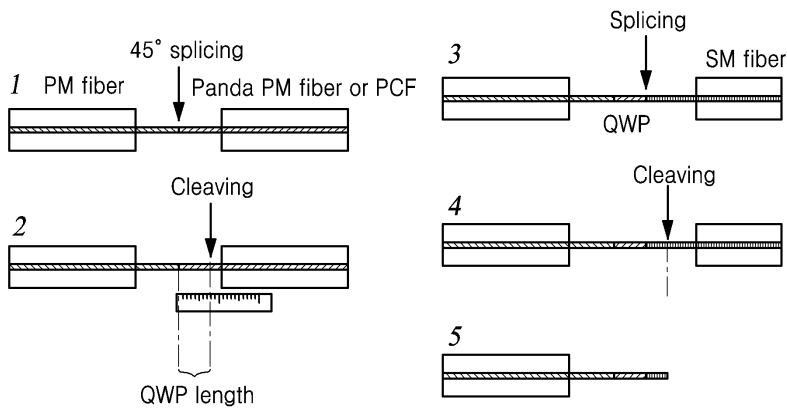 1
45° splicing
PM fiber
Panda PM fiber or PCF
2
Cleaving
QWP length
3
Splicing
SM fiber
QWP
4
Cleaving
5